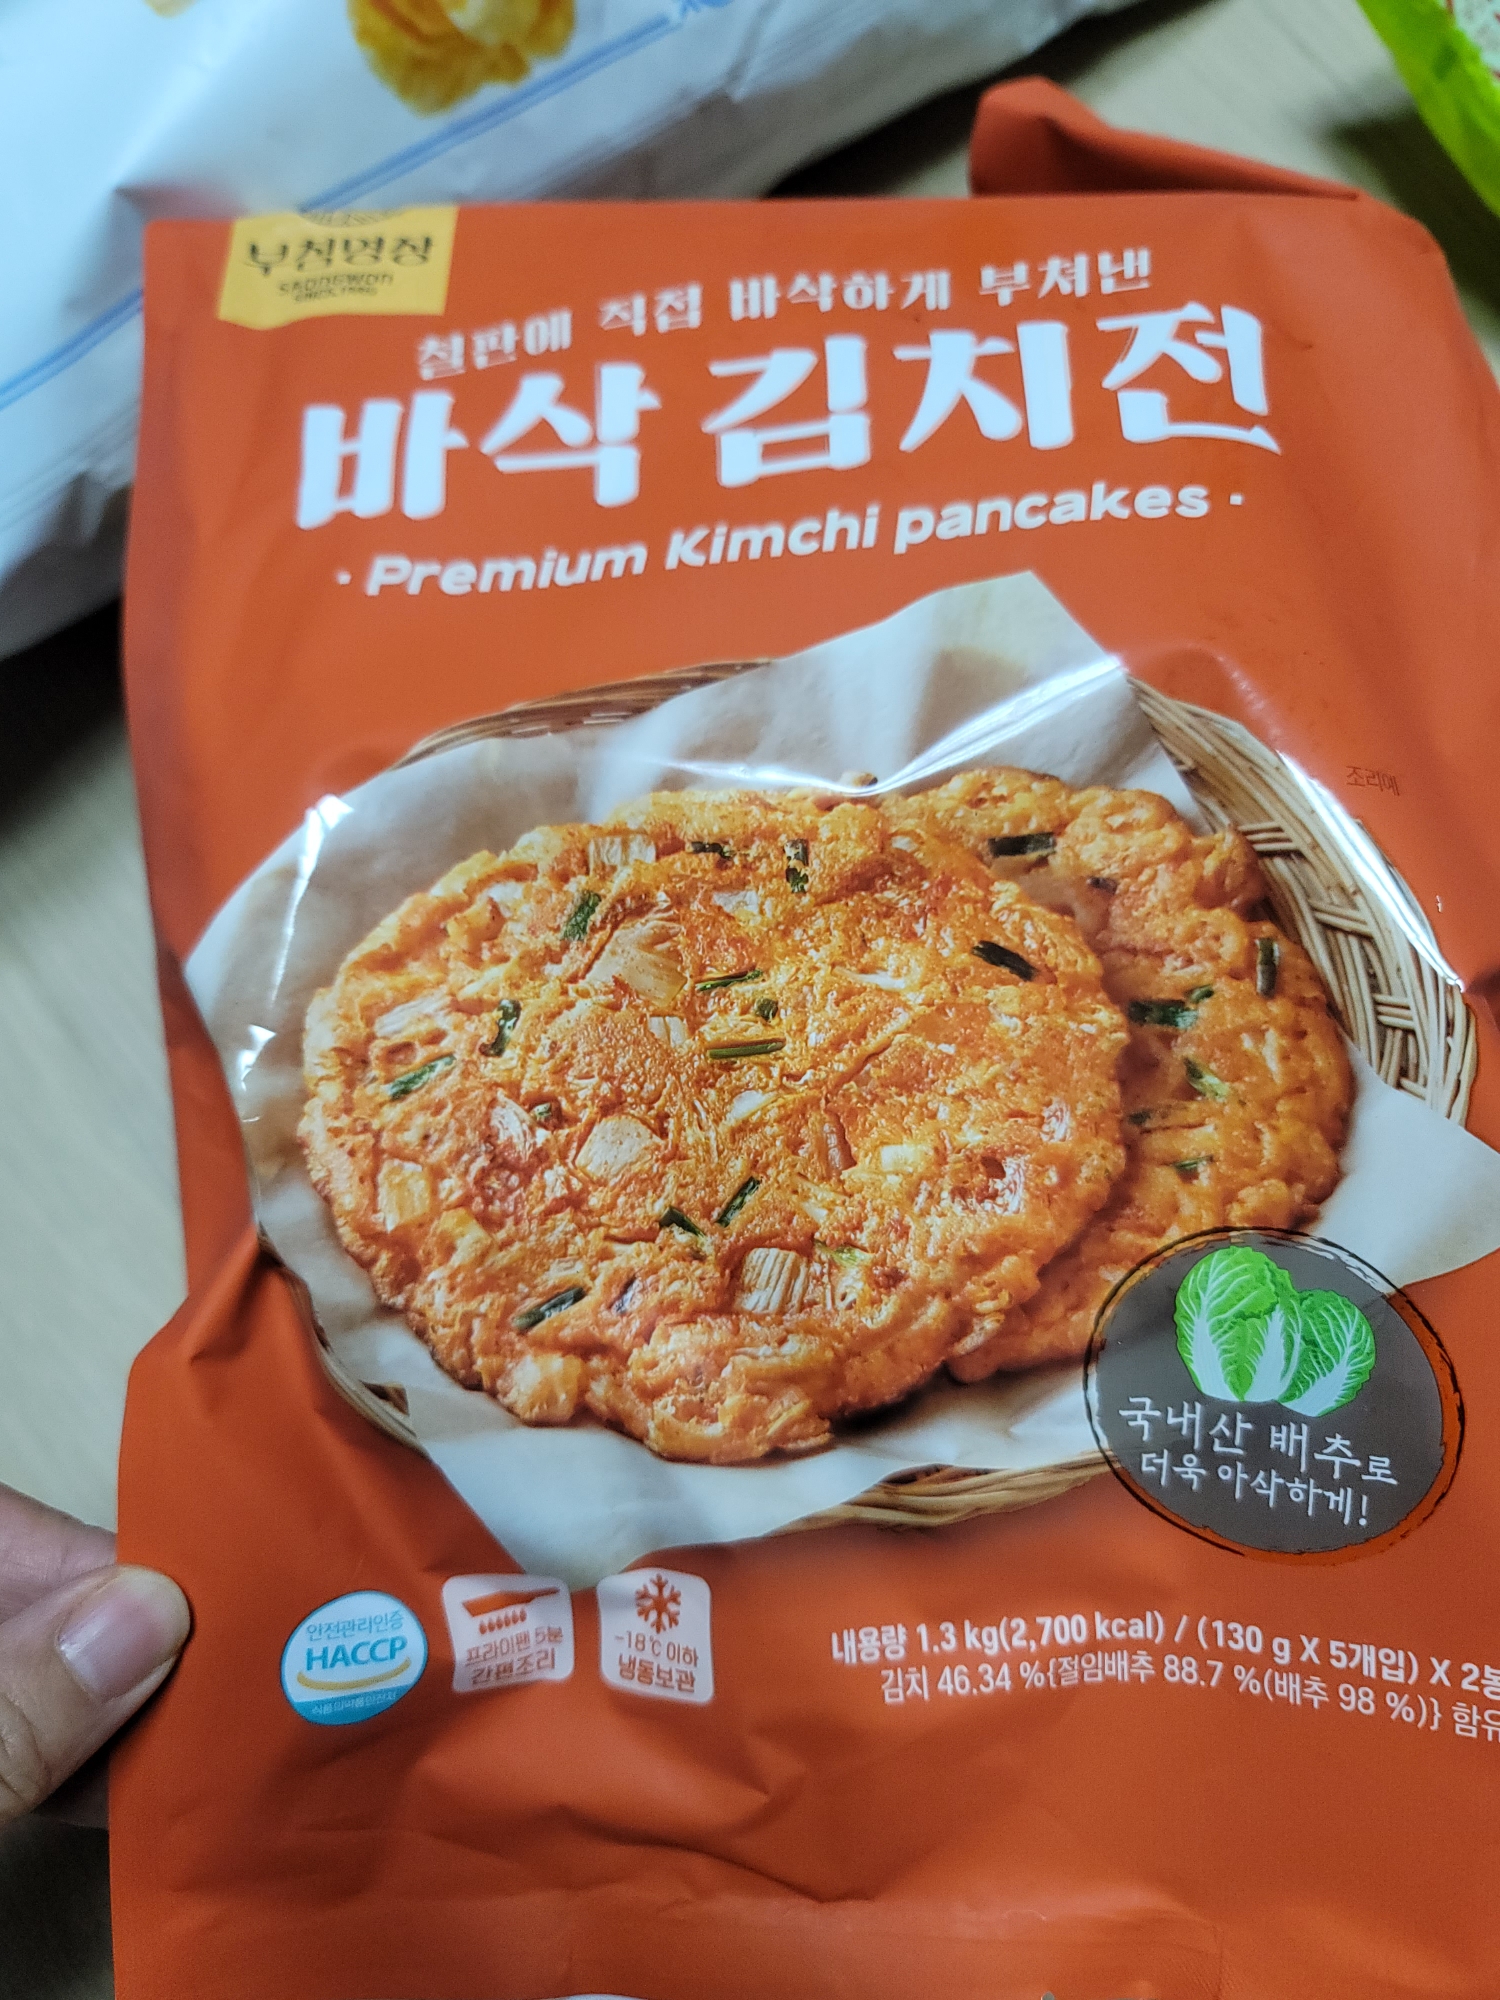 부침명장
철판에 직접 바삭하게 부쳐낸
바삭 김치전
· Premium Kimchi pancakes ·
조리예
국내산 배추로
더욱 아삭하게!
안전관리인증
HACCP
프라이팬 5분
간편조리
-18℃ 이하
냉동보관
내용량 1.3 kg(2,700 kcal) / (130 g X 5개입) X 2봉
김치 46.34 %{절임배추 88.7 %(배추 98 %)} 함유